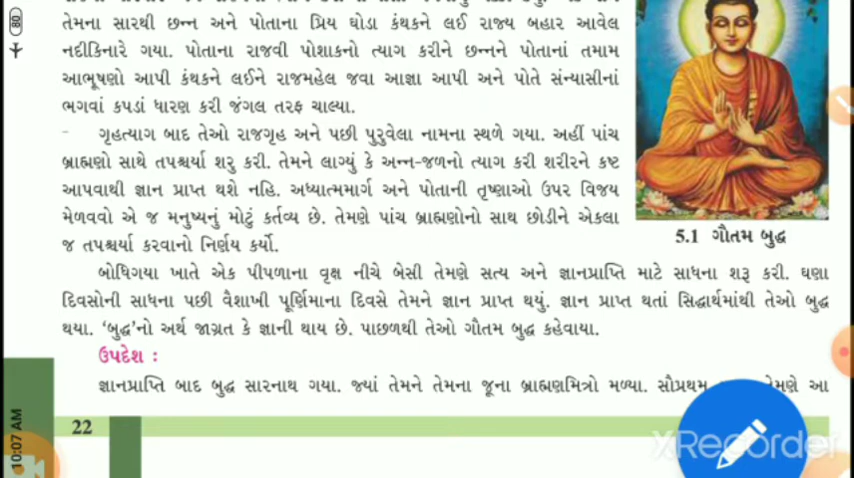 તેમના સારથી છન્ન અને પોતાના પ્રિય ઘોડા કંથકને લઈ રાજ્ય બહાર આવેલ
નદીકિનારે ગયા. પોતાના રાજવી પોશાકનો ત્યાગ કરીને છન્નને પોતાનાં તમામ
આભૂષણો આપી કંથકને લઈને રાજમહેલ જવા આજ્ઞા આપી અને પોતે સંન્યાસીનાં
ભગવાં કપડાં ધારણ કરી જંગલ તરફ ચાલ્યા.
- ગૃહત્યાગ બાદ તેઓ રાજગૃહ અને પછી પુરુવેલા નામના સ્થળે ગયા. અહીં પાંચ
બ્રાહ્મણો સાથે તપશ્ચર્યા શરુ કરી. તેમને લાગ્યું કે અન્ન-જળનો ત્યાગ કરી શરીરને કષ્ટ
આપવાથી જ્ઞાન પ્રાપ્ત થશે નહિ. અધ્યાત્મમાર્ગ અને પોતાની તૃષ્ણાઓ ઉપર વિજય
મેળવવો એ જ મનુષ્યનું મોટું કર્તવ્ય છે. તેમણે પાંચ બ્રાહ્મણોનો સાથ છોડીને એકલા
જ તપશ્ચર્યા કરવાનો નિર્ણય કર્યો.
5.1 ગૌતમ બુદ્ધ
બોધિગયા ખાતે એક પીપળાના વૃક્ષ નીચે બેસી તેમણે સત્ય અને જ્ઞાનપ્રાપ્તિ માટે સાધના શરૂ કરી. ઘણા
દિવસોની સાધના પછી વૈશાખી પૂર્ણિમાના દિવસે તેમને જ્ઞાન પ્રાપ્ત થયું. જ્ઞાન પ્રાપ્ત થતાં સિદ્ધાર્થમાંથી તેઓ બુદ્ધ
થયા. ‘બુદ્ધ’નો અર્થ જાગ્રત કે જ્ઞાની થાય છે. પાછળથી તેઓ ગૌતમ બુદ્ધ કહેવાયા.
ઉપદેશ :
જ્ઞાનપ્રાપ્તિ બાદ બુદ્ધ સારનાથ ગયા. જ્યાં તેમને તેમના જૂના બ્રાહ્મણમિત્રો મળ્યા. સૌપ્રથમ તેમણે આ
22
10:07 AM
80
XRecorder